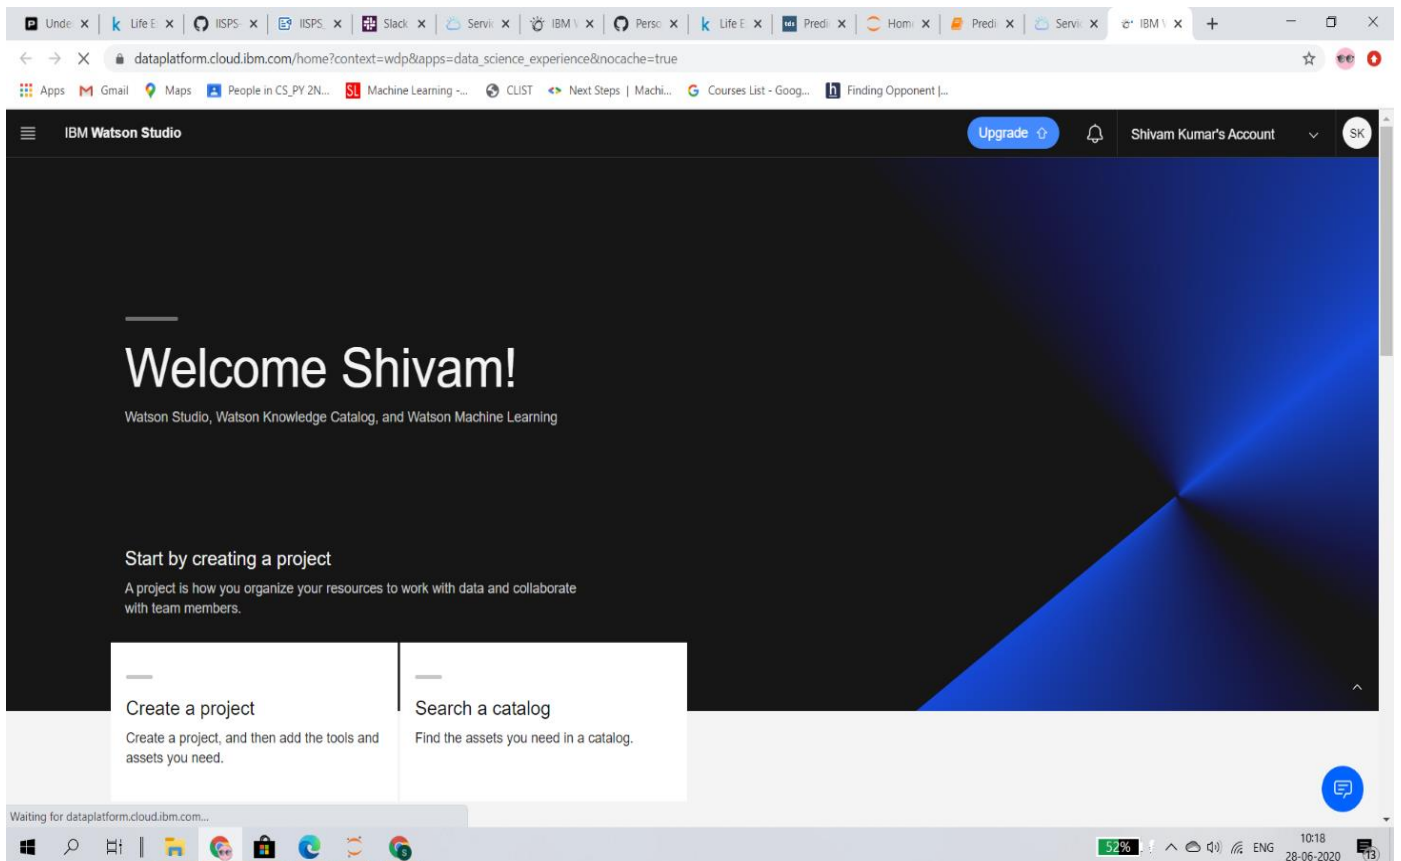 Unde Life E IISPS- IISPS_ Slack Servic IBM \ Perso Life E Predi Home Predi Servic IBM \
dataplatform.cloud.ibm.com/home?context=wdp&apps=data_science_experience&nocache=true
Apps Gmail Maps People in CS_PY 2N... Machine Learning -... CLIST Next Steps | Machi... Courses List - Goog... Finding Opponent |...
IBM Watson Studio Upgrade Shivam Kumar's Account SK
Welcome Shivam!
Watson Studio, Watson Knowledge Catalog, and Watson Machine Learning
Start by creating a project
A project is how you organize your resources to work with data and collaborate
with team members.
Create a project
Create a project, and then add the tools and
assets you need.
Search a catalog
Find the assets you need in a catalog.
Waiting for dataplatform.cloud.ibm.com...
52% ENG 10:18
28-06-2020 13